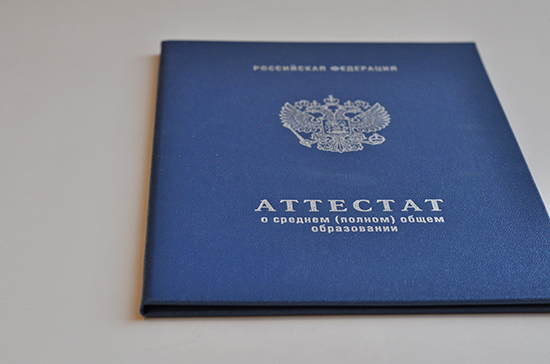 РОССИЙСКАЯ ФЕДЕРАЦИЯ
АТТЕСТАТ
о среднем (полном) общем
образовании